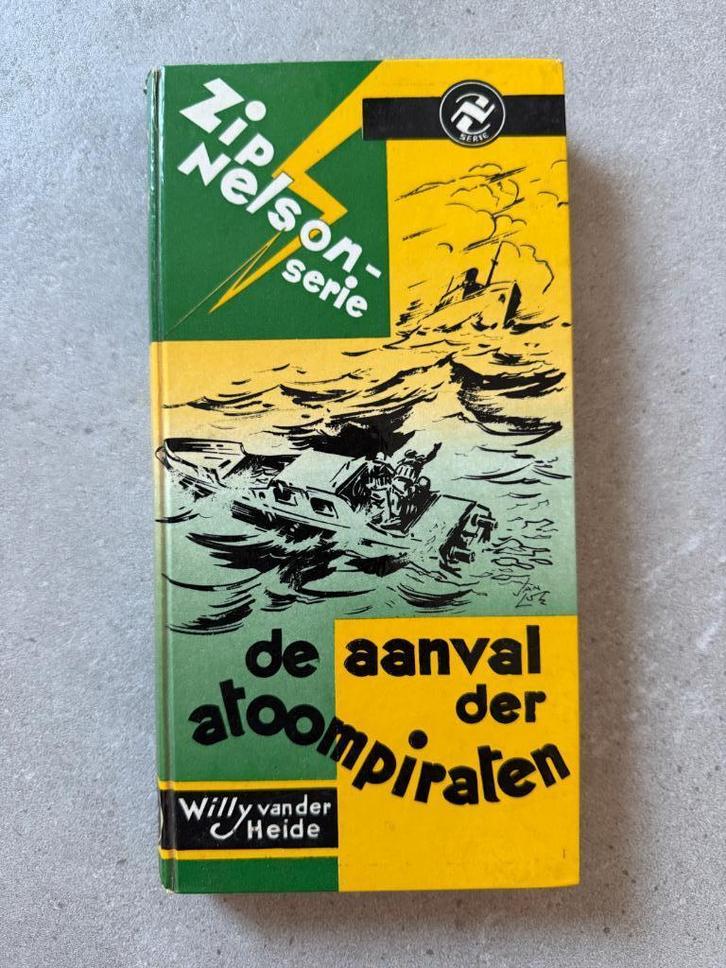 Zip
Nelson-
serie
SERIE
de aanval
der
atoompiraten
Willy van der
Heide